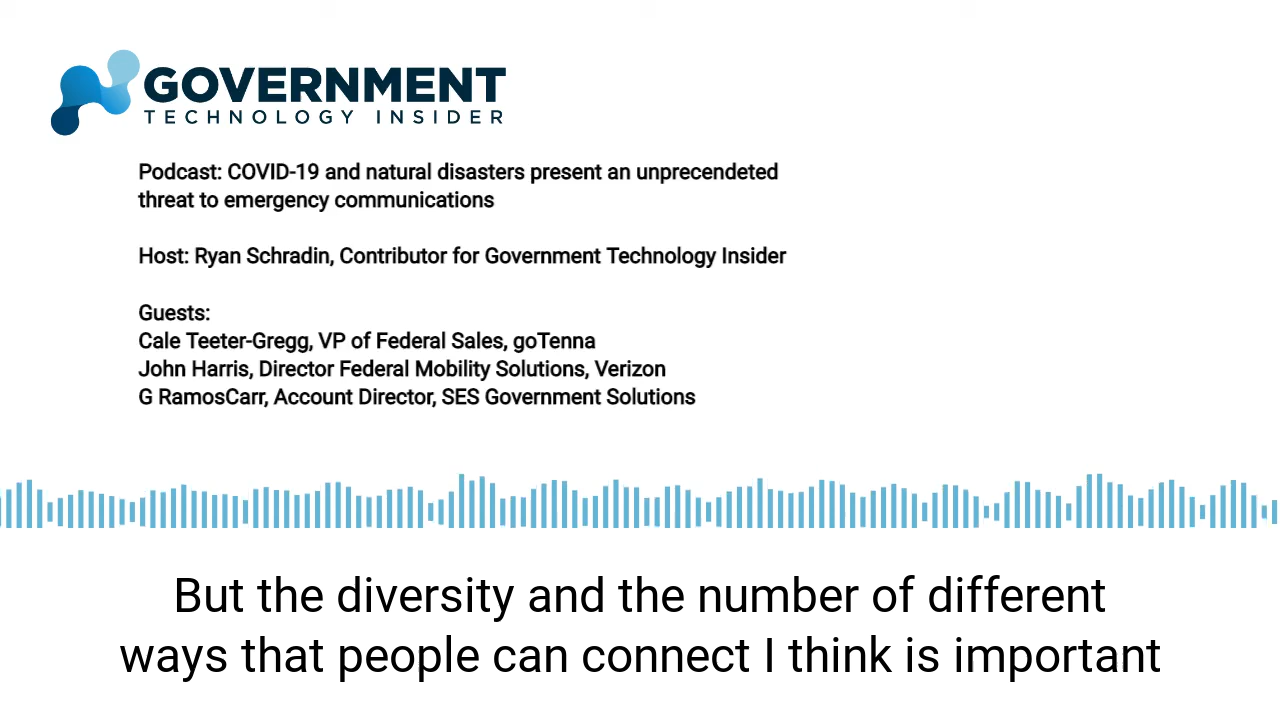 GOVERNMENT
TECHNOLOGY INSIDER
Podcast: COVID-19 and natural disasters present an unprecendeted
threat to emergency communications
Host: Ryan Schradin, Contributor for Government Technology Insider
Guests:
Cale Teeter-Gregg, VP of Federal Sales, goTenna
John Harris, Director Federal Mobility Solutions, Verizon
G RamosCarr, Account Director, SES Government Solutions
But the diversity and the number of different
ways that people can connect I think is important